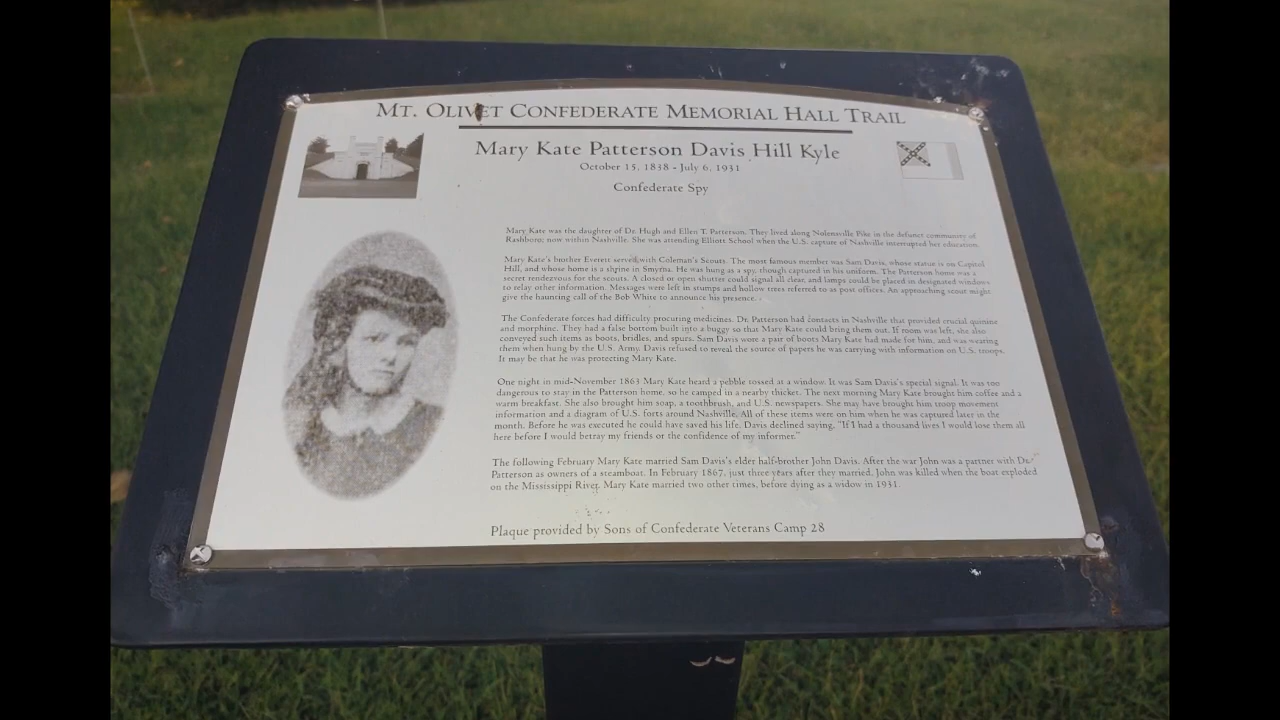 MT. OLIVET CONFEDERATE MEMORIAL HALL TRAIL
Mary Kate Patterson Davis Hill Kyle
October 15, 1838 - July 6, 1931
Confederate Spy
Mary Kate was the daughter of Dr. Hugh and Ellen T. Patterson. They lived along Nolensville Pike in the defunct community of
Rashboro; now within Nashville. She was attending Elliott School when the U.S. capture of Nashville interrupted her education.
Mary Kate's brother Everett served with Coleman's Scouts. The most famous member was Sam Davis, whose statue is on Capitol
Hill, and whose home is a shrine in Smyrna. He was hung as a spy, though captured in his uniform. The Patterson home was a
secret rendezvous for the scouts. A closed or open shutter could signal all clear, and lamps could be placed in designated windows
to relay other information. Messages were left in stumps and hollow trees referred to as post offices. An approaching scout might
give the haunting call of the Bob White to announce his presence.
The Confederate forces had difficulty procuring medicines. Dr. Patterson had contacts in Nashville that provided crucial quinine
and morphine. They had a false bottom built into a buggy so that Mary Kate could bring them out. If room was left, she also
conveyed such items as boots, bridles, and spurs. Sam Davis wore a pair of boots Mary Kate had made for him, and was wearing
them when hung by the U.S. Army. Davis refused to reveal the source of papers he was carrying with information on U.S. troops.
It may be that he was protecting Mary Kate.
One night in mid-November 1863 Mary Kate heard a pebble tossed at a window. It was Sam Davis's special signal. It was too
dangerous to stay in the Patterson home, so he camped in a nearby thicket. The next morning Mary Kate brought him coffee and a
warm breakfast. She also brought him soap, a toothbrush, and U.S. newspapers. She may have brought him troop movement
information and a diagram of U.S. forts around Nashville. All of these items were on him when he was captured later in the
month. Before he was executed he could have saved his life. Davis declined saying, "If I had a thousand lives I would lose them all
here before I would betray my friends or the confidence of my informer."
The following February Mary Kate married Sam Davis's elder half-brother John Davis. After the war John was a partner with Dr.
Patterson as owners of a steamboat. In February 1867, just three years after they married, John was killed when the boat exploded
on the Mississippi River. Mary Kate married two other times, before dying as a widow in 1931.
Plaque provided by Sons of Confederate Veterans Camp 28